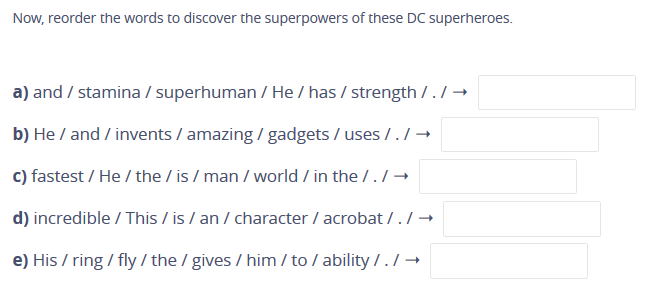 Now, reorder the words to discover the superpowers of these DC superheroes.
a) and / stamina / superhuman / He / has / strength / . / →
b) He / and / invents / amazing / gadgets / uses / . / →
c) fastest / He / the / is / man / world / in the / . / →
d) incredible / This / is / an / character / acrobat / . / →
e) His / ring / fly / the / gives / him / to / ability / . / →